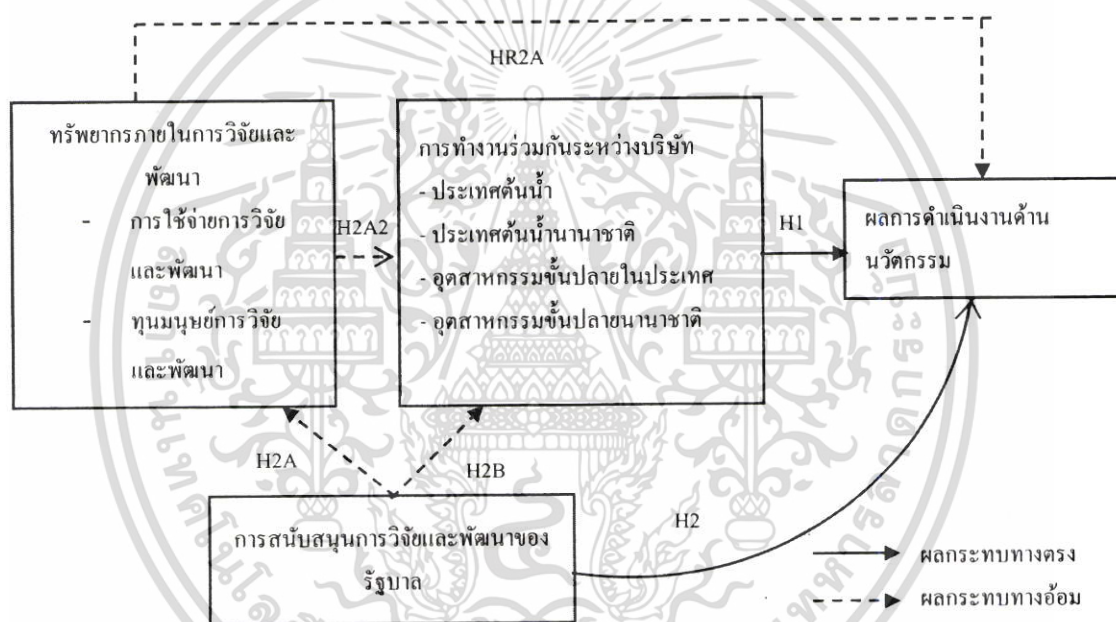 HR2A
ทรัพยากรภายในการวิจัยและ
พัฒนา
- การใช้จ่ายการวิจัย
และพัฒนา
- ทุนมนุษย์การวิจัย
และพัฒนา
H2A2
การทำงานร่วมกันระหว่างบริษัท
- ประเทศต้นน้ำ
- ประเทศต้นน้ำนานาชาติ
- อุตสาหกรรมขั้นปลายในประเทศ
- อุตสาหกรรมขั้นปลายนานาชาติ
H1
ผลการดำเนินงานด้าน
นวัตกรรม
H2A
H2B
H2
การสนับสนุนการวิจัยและพัฒนาของ
รัฐบาล
ผลกระทบทางตรง
ผลกระทบทางอ้อม